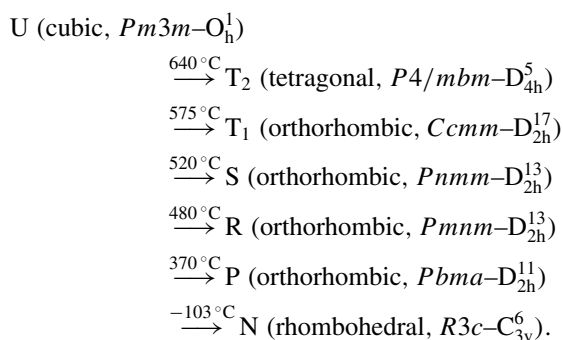 U (cubic, Pm3m–O¹ₕ)
640 °C⟶ T₂ (tetragonal, P4/mbm–D⁵₄ₕ)
575 °C⟶ T₁ (orthorhombic, Ccmm–D¹⁷₂ₕ)
520 °C⟶ S (orthorhombic, Pnmm–D¹³₂ₕ)
480 °C⟶ R (orthorhombic, Pmnm–D¹³₂ₕ)
370 °C⟶ P (orthorhombic, Pbma–D¹¹₂ₕ)
−103 °C⟶ N (rhombohedral, R3c–C⁶₃ᵥ).